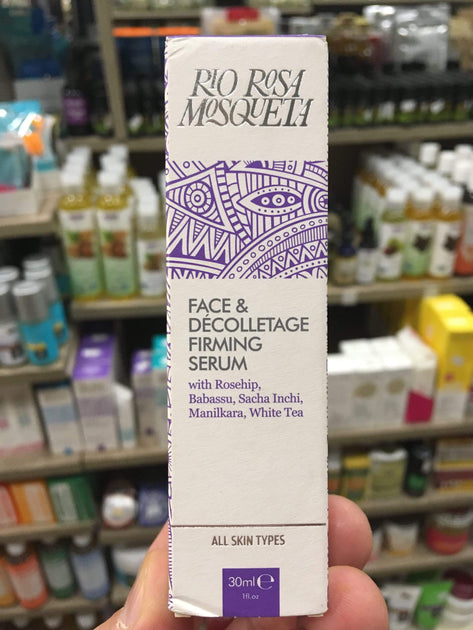 RIO ROSA
MOSQUETA
FACE &
DÉCOLLETAGE
FIRMING
SERUM
with Rosehip,
Babassu, Sacha Inchi,
Manilkara, White Tea
ALL SKIN TYPES
30ml ℮
1fl.oz